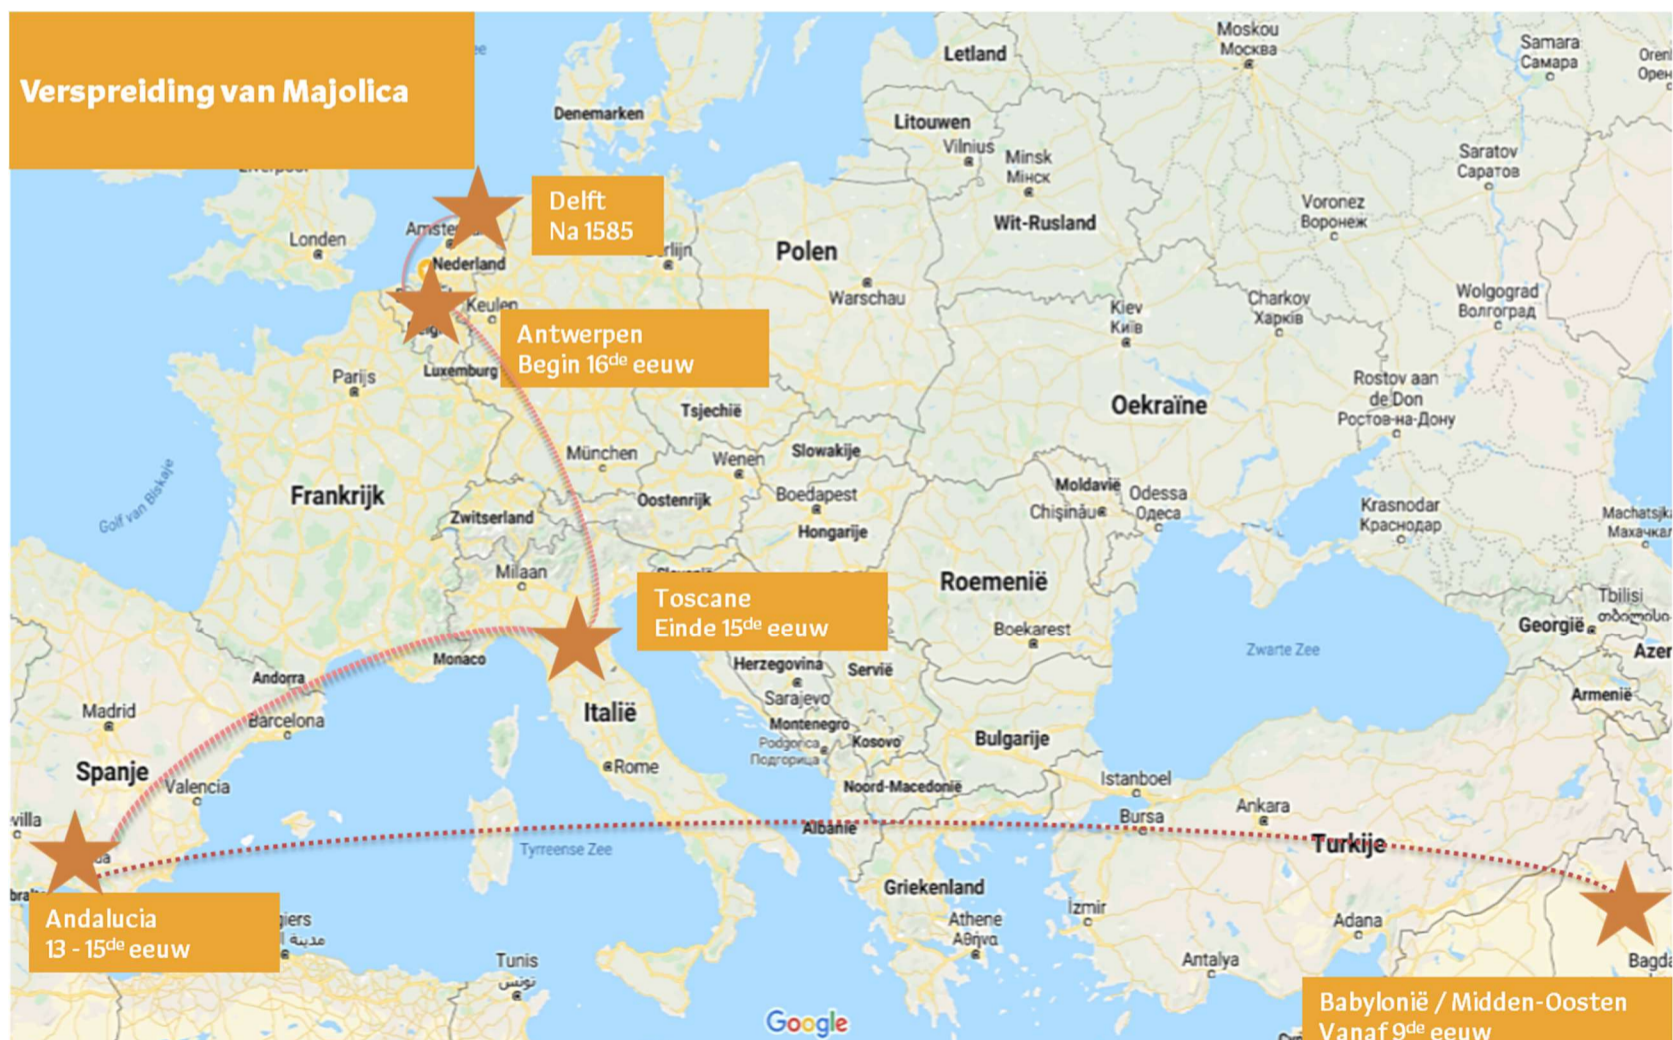 Verspreiding van Majolica
Letland
Moskou
Москва
Samara
Самара
Denemarken
Litouwen
Vilnius
Minsk
Мінск
Saratov
Саратов
Delft
Na 1585
Voronez
Воронеж
Wit-Rusland
Londen
Nederland
Polen
Warschau
Keulen
Kiev
Київ
Charkov
Харків
Wolgograd
Волгоград
Antwerpen
Begin 16de eeuw
Parijs
Luxemburg
Tsjechië
Oekraïne
Rostov aan
de Don
Ростов-на-Дону
München
Wenen
Slowakije
Golf van Biskaje
Frankrijk
Zwitserland
Oostenrijk
Boedapest
Hongarije
Moldavië
Chișinău
Odessa
Одеса
Krasnodar
Краснодар
Milaan
Toscane
Einde 15de eeuw
Roemenië
Boekarest
Zwarte Zee
Tbilisi
Georgië
Monaco
Andorra
Herzegovina
Servië
Sarajevo
Armenië
Madrid
Barcelona
Italië
Montenegro
Podgorica
Подгорица
Kosovo
Bulgarije
Spanje
Valencia
Rome
Noord-Macedonië
Istanboel
Bursa
Ankara
Albanië
Turkije
Tyrreense Zee
Griekenland
Athene
Αθήνα
İzmir
Adana
Antalya
Andalucia
13 - 15de eeuw
Tunis
تونس
Google
Babylonië / Midden-Oosten
Vanaf 9de eeuw